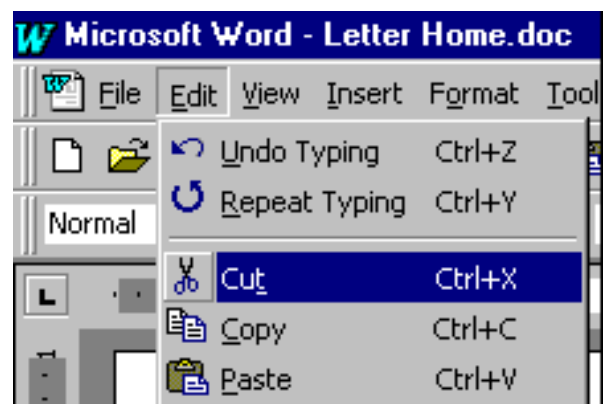 Microsoft Word - Letter Home.doc
File Edit View Insert Format Tool
Undo Typing Ctrl+Z
Repeat Typing Ctrl+Y
Normal
Cut Ctrl+X
Copy Ctrl+C
Paste Ctrl+V